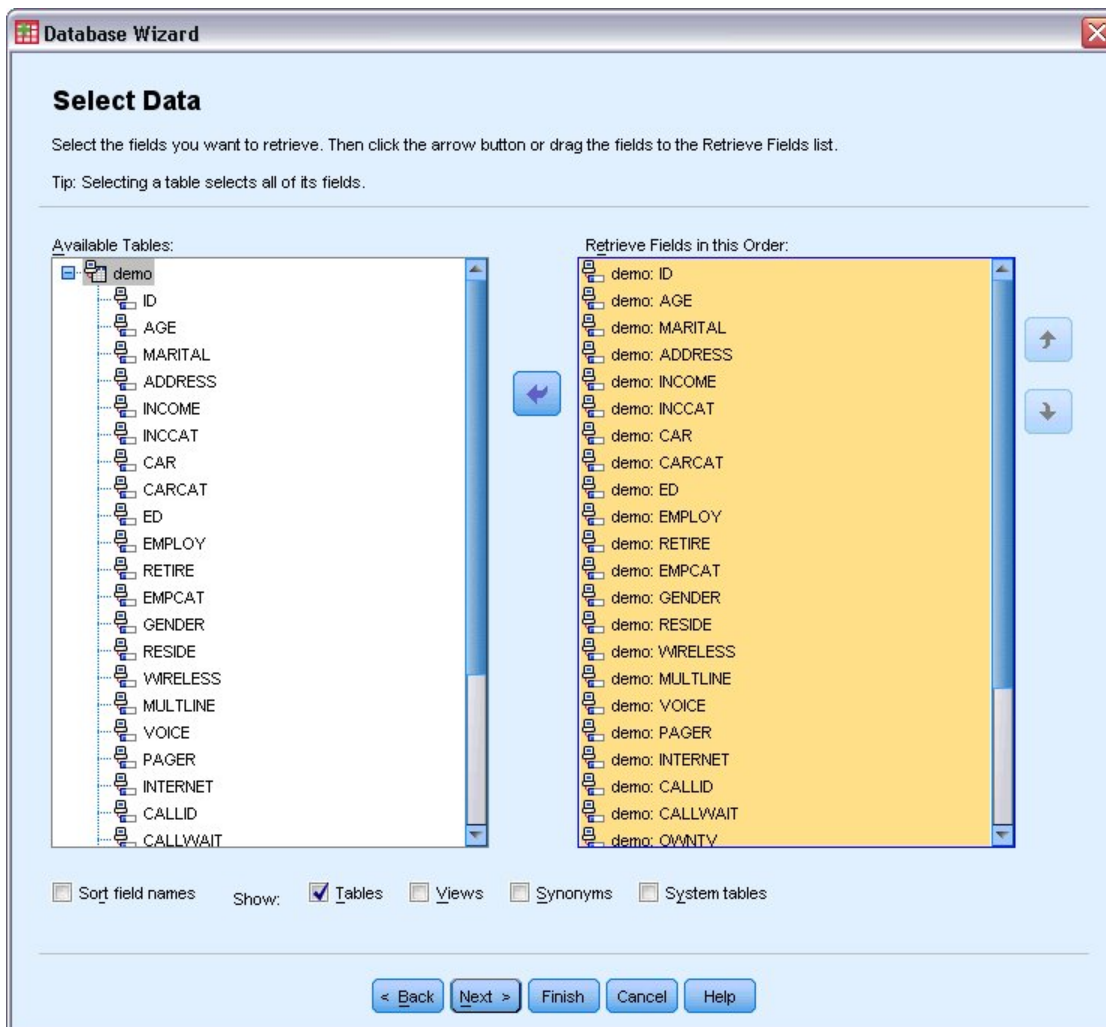 Database Wizard
Select Data
Select the fields you want to retrieve. Then click the arrow button or drag the fields to the Retrieve Fields list.
Tip: Selecting a table selects all of its fields.
Available Tables:
demo
ID
AGE
MARITAL
ADDRESS
INCOME
INCCAT
CAR
CARCAT
ED
EMPLOY
RETIRE
EMPCAT
GENDER
RESIDE
WIRELESS
MULTLINE
VOICE
PAGER
INTERNET
CALLID
CALLWAIT
Retrieve Fields in this Order:
demo: ID
demo: AGE
demo: MARITAL
demo: ADDRESS
demo: INCOME
demo: INCCAT
demo: CAR
demo: CARCAT
demo: ED
demo: EMPLOY
demo: RETIRE
demo: EMPCAT
demo: GENDER
demo: RESIDE
demo: WIRELESS
demo: MULTLINE
demo: VOICE
demo: PAGER
demo: INTERNET
demo: CALLID
demo: CALLWAIT
demo: OWNTV
Sort field names Show: Tables Views Synonyms System tables
< Back Next > Finish Cancel Help